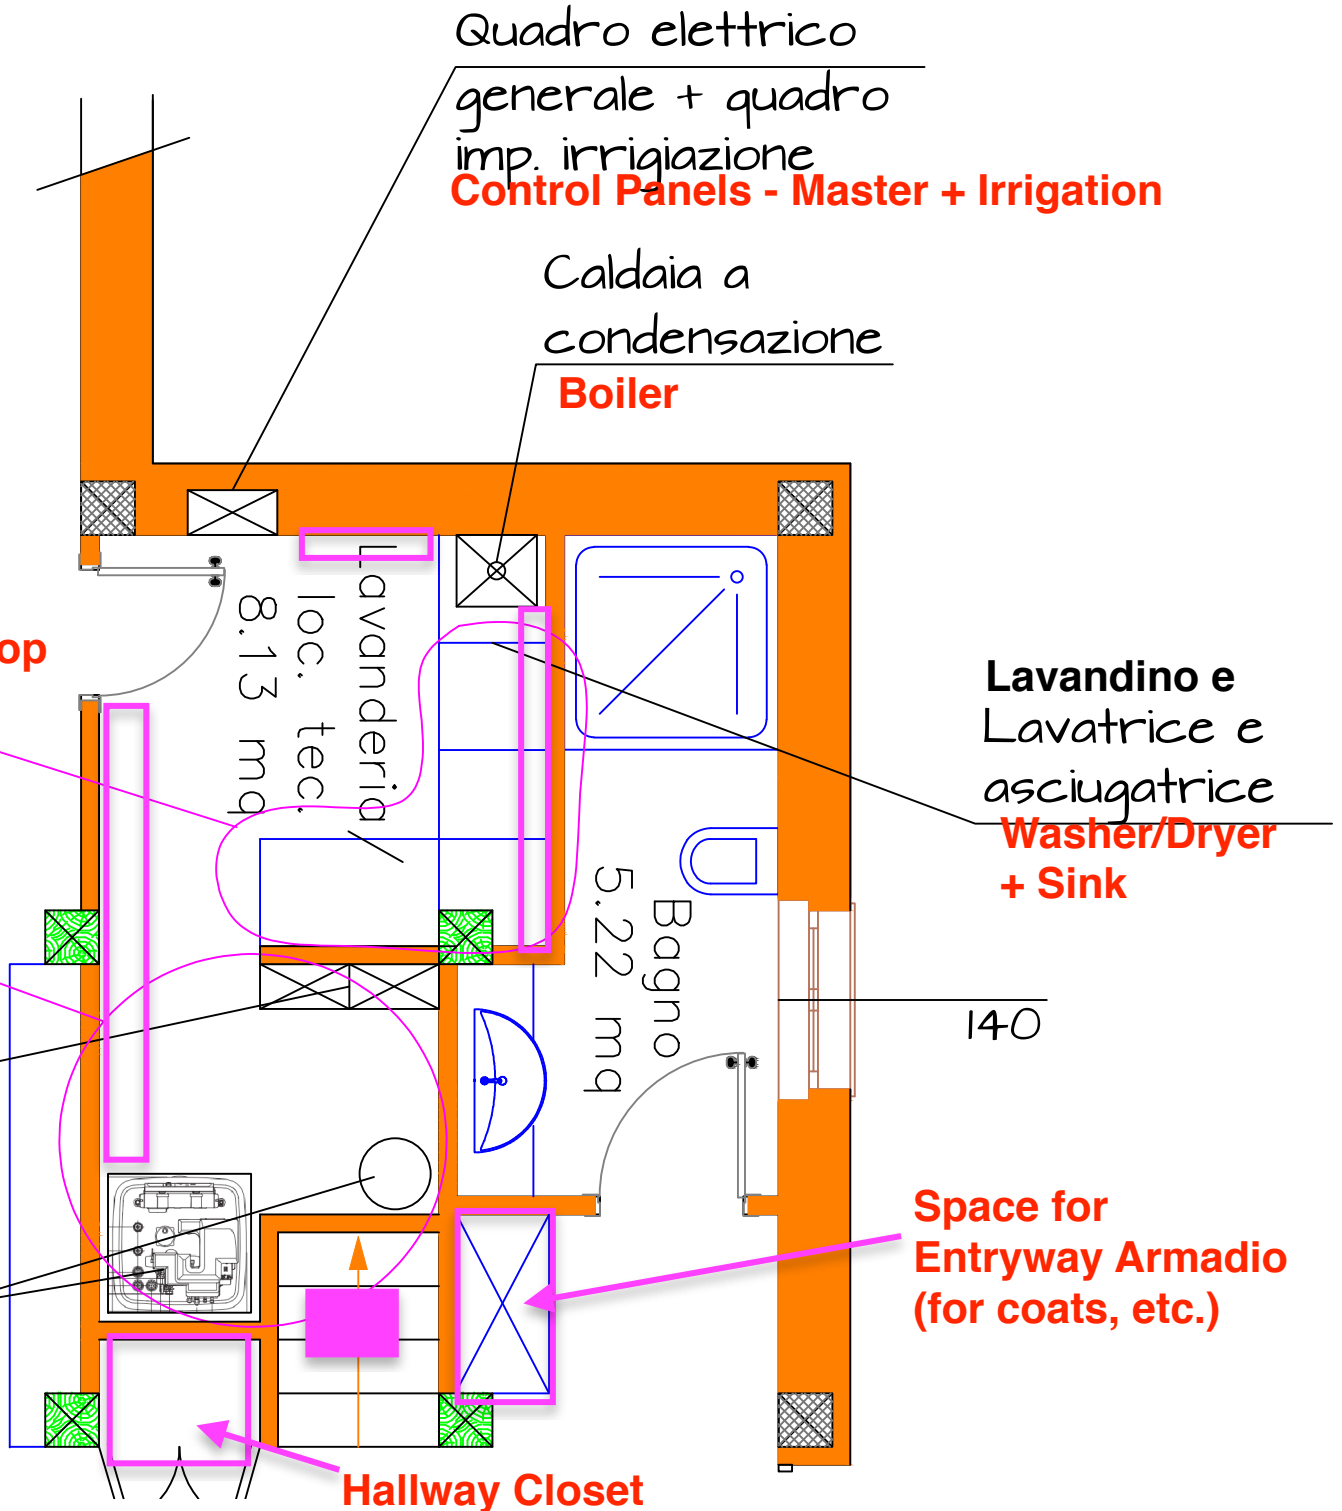 Quadro elettrico
generale + quadro
imp. irrigiazione
Control Panels - Master + Irrigation
Caldaia a
condensazione
Boiler
Lavanderia
loc. tec.
8.13 mq
op
Lavandino e
Lavatrice e
asciugatrice
Washer/Dryer
+ Sink
Bagno
5.22 mq
140
Space for
Entryway Armadio
(for coats, etc.)
Hallway Closet